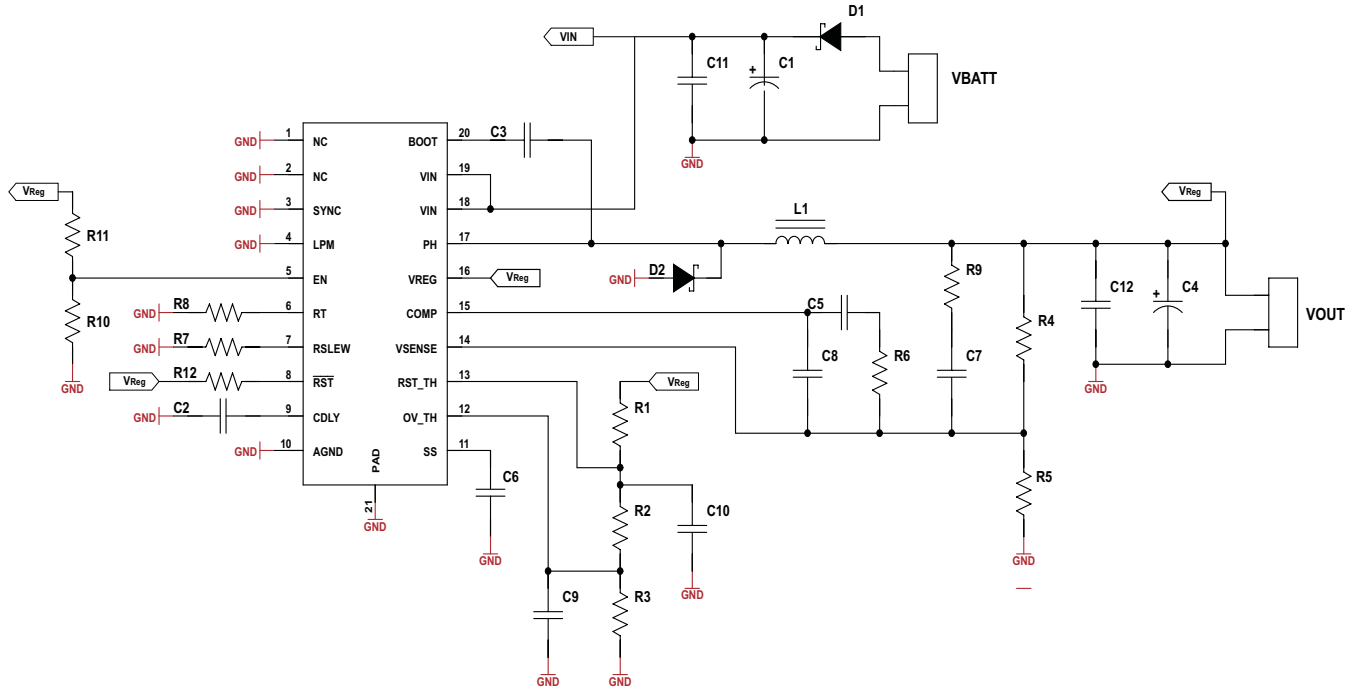 D1
VIN
C11
+ C1
VBATT
GND
GND 1 NC
BOOT 20 C3
GND 2 NC
VIN 19
GND 3 SYNC
VIN 18
GND 4 LPM
PH 17
5 EN
VREG 16 VReg
GND R8 6 RT
COMP 15
GND R7 7 RSLEW
VSENSE 14
VReg R12 8 RST
RST_TH 13
GND C2 9 CDLY
OV_TH 12
GND 10 AGND
SS 11
PAD
21
GND
VReg
R11
R10
GND
L1
GND D2
VReg
R9
C12
+ C4
VOUT
GND
C5
R4
C8
R6
C7
R5
GND
VReg
R1
C6
GND
R2
C10
GND
C9
R3
GND
GND